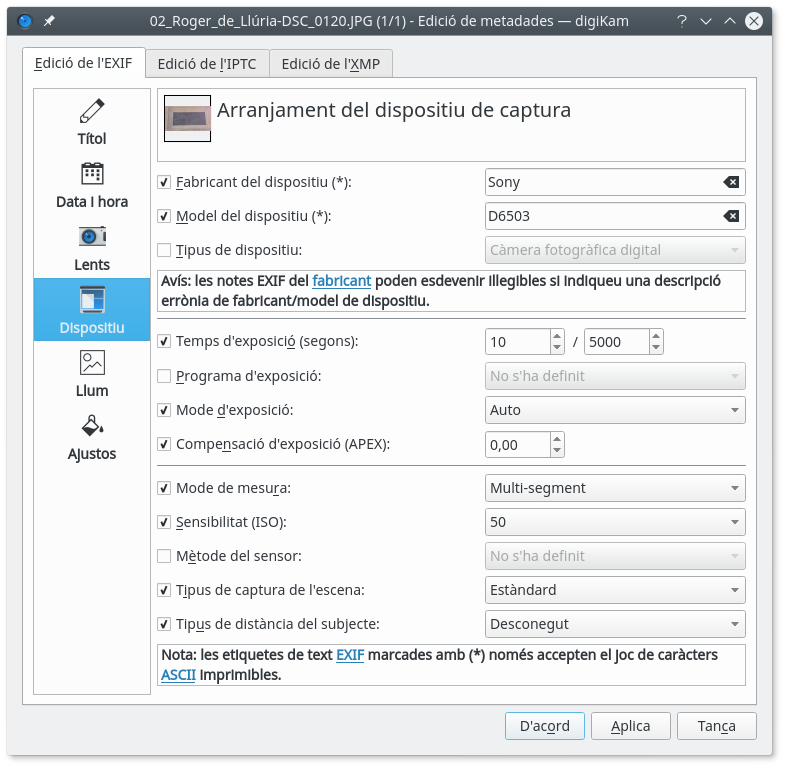 02_Roger_de_Llúria-DSC_0120.JPG (1/1) - Edició de metadades — digiKam
Edició de l'EXIF
Edició de l'IPTC
Edició de l'XMP
Títol
Data i hora
Lents
Dispositiu
Llum
Ajustos
Arranjament del dispositiu de captura
Fabricant del dispositiu (*): Sony
Model del dispositiu (*): D6503
Tipus de dispositiu: Càmera fotogràfica digital
Avís: les notes EXIF del fabricant poden esdevenir il·legibles si indiqueu una descripció
errònia de fabricant/model de dispositiu.
Temps d'exposició (segons): 10 / 5000
Programa d'exposició: No s'ha definit
Mode d'exposició: Auto
Compensació d'exposició (APEX): 0,00
Mode de mesura: Multi-segment
Sensibilitat (ISO): 50
Mètode del sensor: No s'ha definit
Tipus de captura de l'escena: Estàndard
Tipus de distància del subjecte: Desconegut
Nota: les etiquetes de text EXIF marcades amb (*) només accepten el joc de caràcters
ASCII imprimibles.
D'acord
Aplica
Tanca